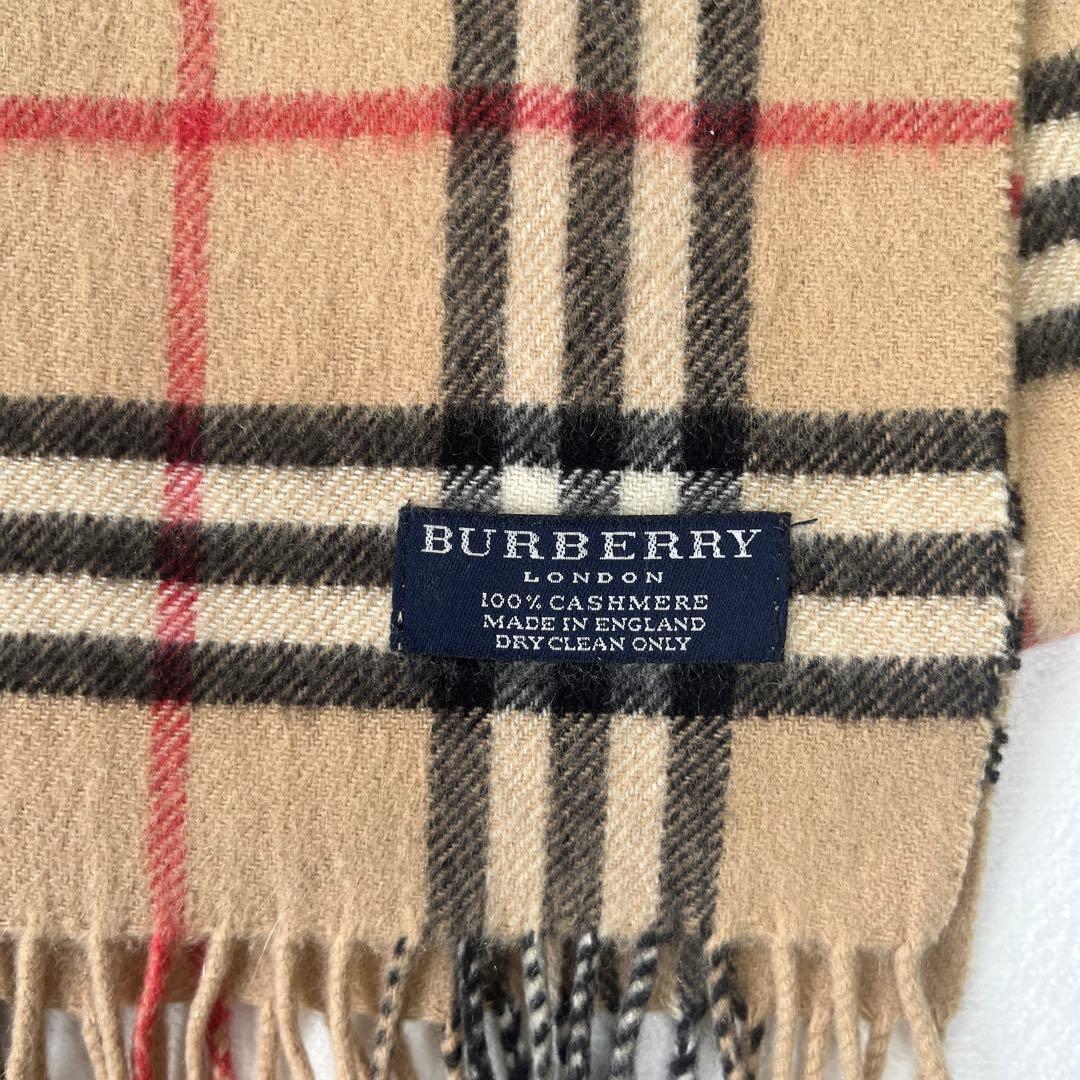 BURBERRY
LONDON
100% CASHMERE
MADE IN ENGLAND
DRY CLEAN ONLY